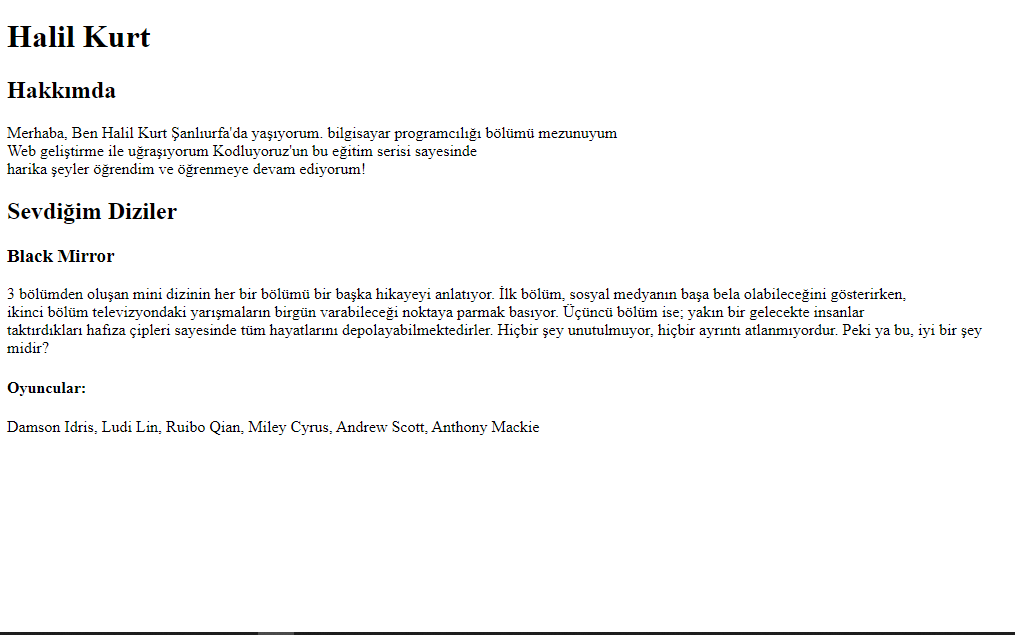 Halil Kurt
Hakkımda
Merhaba, Ben Halil Kurt Şanlıurfa'da yaşıyorum. bilgisayar programcılığı bölümü mezunuyum
Web geliştirme ile uğraşıyorum Kodluyoruz'un bu eğitim serisi sayesinde
harika şeyler öğrendim ve öğrenmeye devam ediyorum!
Sevdiğim Diziler
Black Mirror
3 bölümden oluşan mini dizinin her bir bölümü bir başka hikayeyi anlatıyor. İlk bölüm, sosyal medyanın başa bela olabileceğini gösterirken,
ikinci bölüm televizyondaki yarışmaların birgün varabileceği noktaya parmak basıyor. Üçüncü bölüm ise; yakın bir gelecekte insanlar
taktırdıkları hafıza çipleri sayesinde tüm hayatlarını depolayabilmektedirler. Hiçbir şey unutulmuyor, hiçbir ayrıntı atlanmıyordur. Peki ya bu, iyi bir şey
midir?
Oyuncular:
Damson Idris, Ludi Lin, Ruibo Qian, Miley Cyrus, Andrew Scott, Anthony Mackie